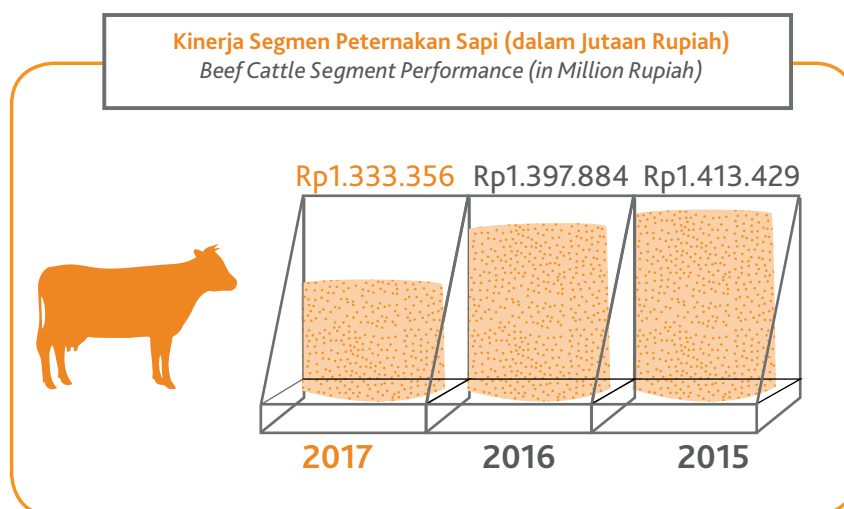 Kinerja Segmen Peternakan Sapi (dalam Jutaan Rupiah)
Beef Cattle Segment Performance (in Million Rupiah)
Rp1.333.356 Rp1.397.884 Rp1.413.429
2017 2016 2015